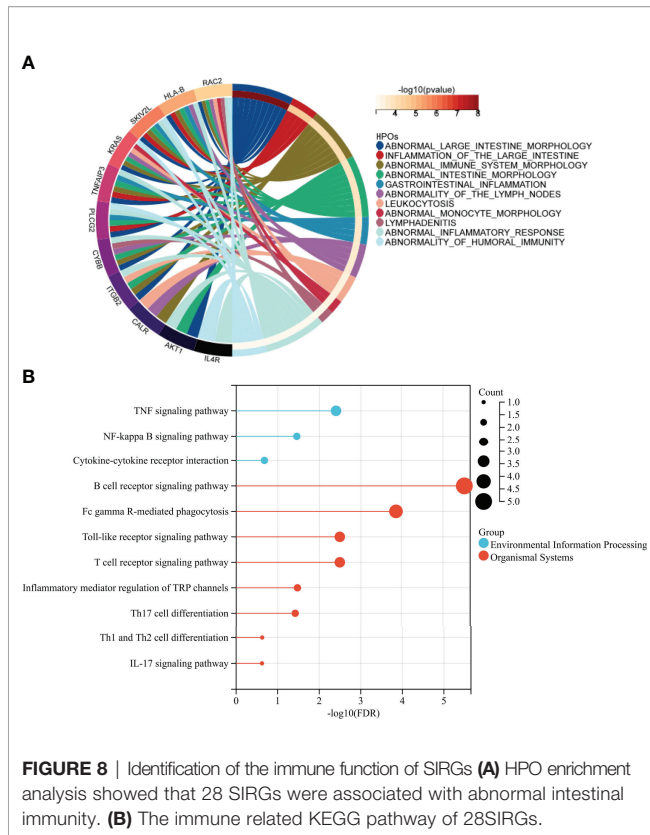 A
RAC2
HLA-B
SKIV2L
KRAS
TNFAIP3
PLCG2
CYBB
ITGB2
CALR
AKT1
IL4R
-log10(pvalue)
4 5 6 7 8
HPOs
ABNORMAL_LARGE_INTESTINE_MORPHOLOGY
INFLAMMATION_OF_THE_LARGE_INTESTINE
ABNORMAL_IMMUNE_SYSTEM_MORPHOLOGY
ABNORMAL_INTESTINE_MORPHOLOGY
GASTROINTESTINAL_INFLAMMATION
ABNORMALITY_OF_THE_LYMPH_NODES
LEUKOCYTOSIS
ABNORMAL_MONOCYTE_MORPHOLOGY
LYMPHADENITIS
ABNORMAL_INFLAMMATORY_RESPONSE
ABNORMALITY_OF_HUMORAL_IMMUNITY
B
TNF signaling pathway
NF-kappa B signaling pathway
Cytokine-cytokine receptor interaction
B cell receptor signaling pathway
Fc gamma R-mediated phagocytosis
Toll-like receptor signaling pathway
T cell receptor signaling pathway
Inflammatory mediator regulation of TRP channels
Th17 cell differentiation
Th1 and Th2 cell differentiation
IL-17 signaling pathway
0 1 2 3 4 5
-log10(FDR)
Count
1.0
1.5
2.0
2.5
3.0
3.5
4.0
4.5
5.0
Group
Environmental Information Processing
Organismal Systems
FIGURE 8 | Identification of the immune function of SIRGs (A) HPO enrichment
analysis showed that 28 SIRGs were associated with abnormal intestinal
immunity. (B) The immune related KEGG pathway of 28SIRGs.